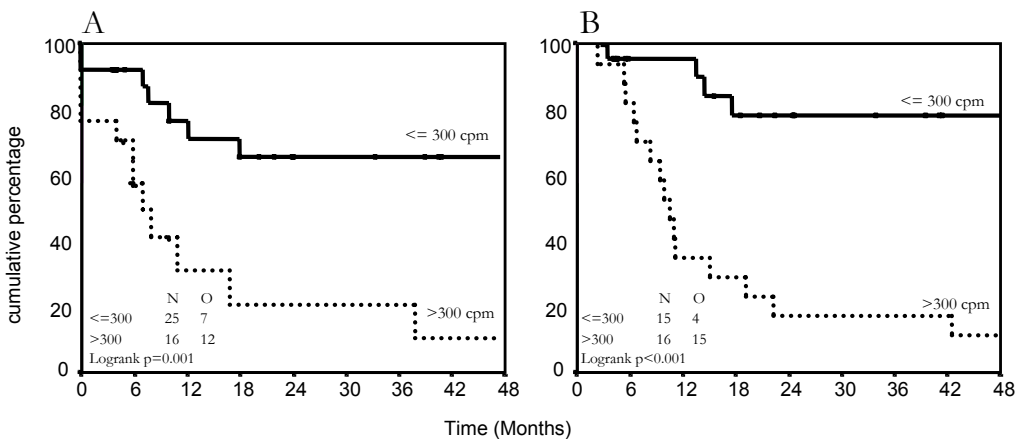 A
cumulative percentage
100
80
60
40
20
0
<= 300 cpm
>300 cpm
N O
<=300 25 7
>300 16 12
Logrank p=0.001
0 6 12 18 24 30 36 42 48
B
100
80
60
40
20
0
<= 300 cpm
>300 cpm
N O
<=300 15 4
>300 16 15
Logrank p<0.001
0 6 12 18 24 30 36 42 48
Time (Months)